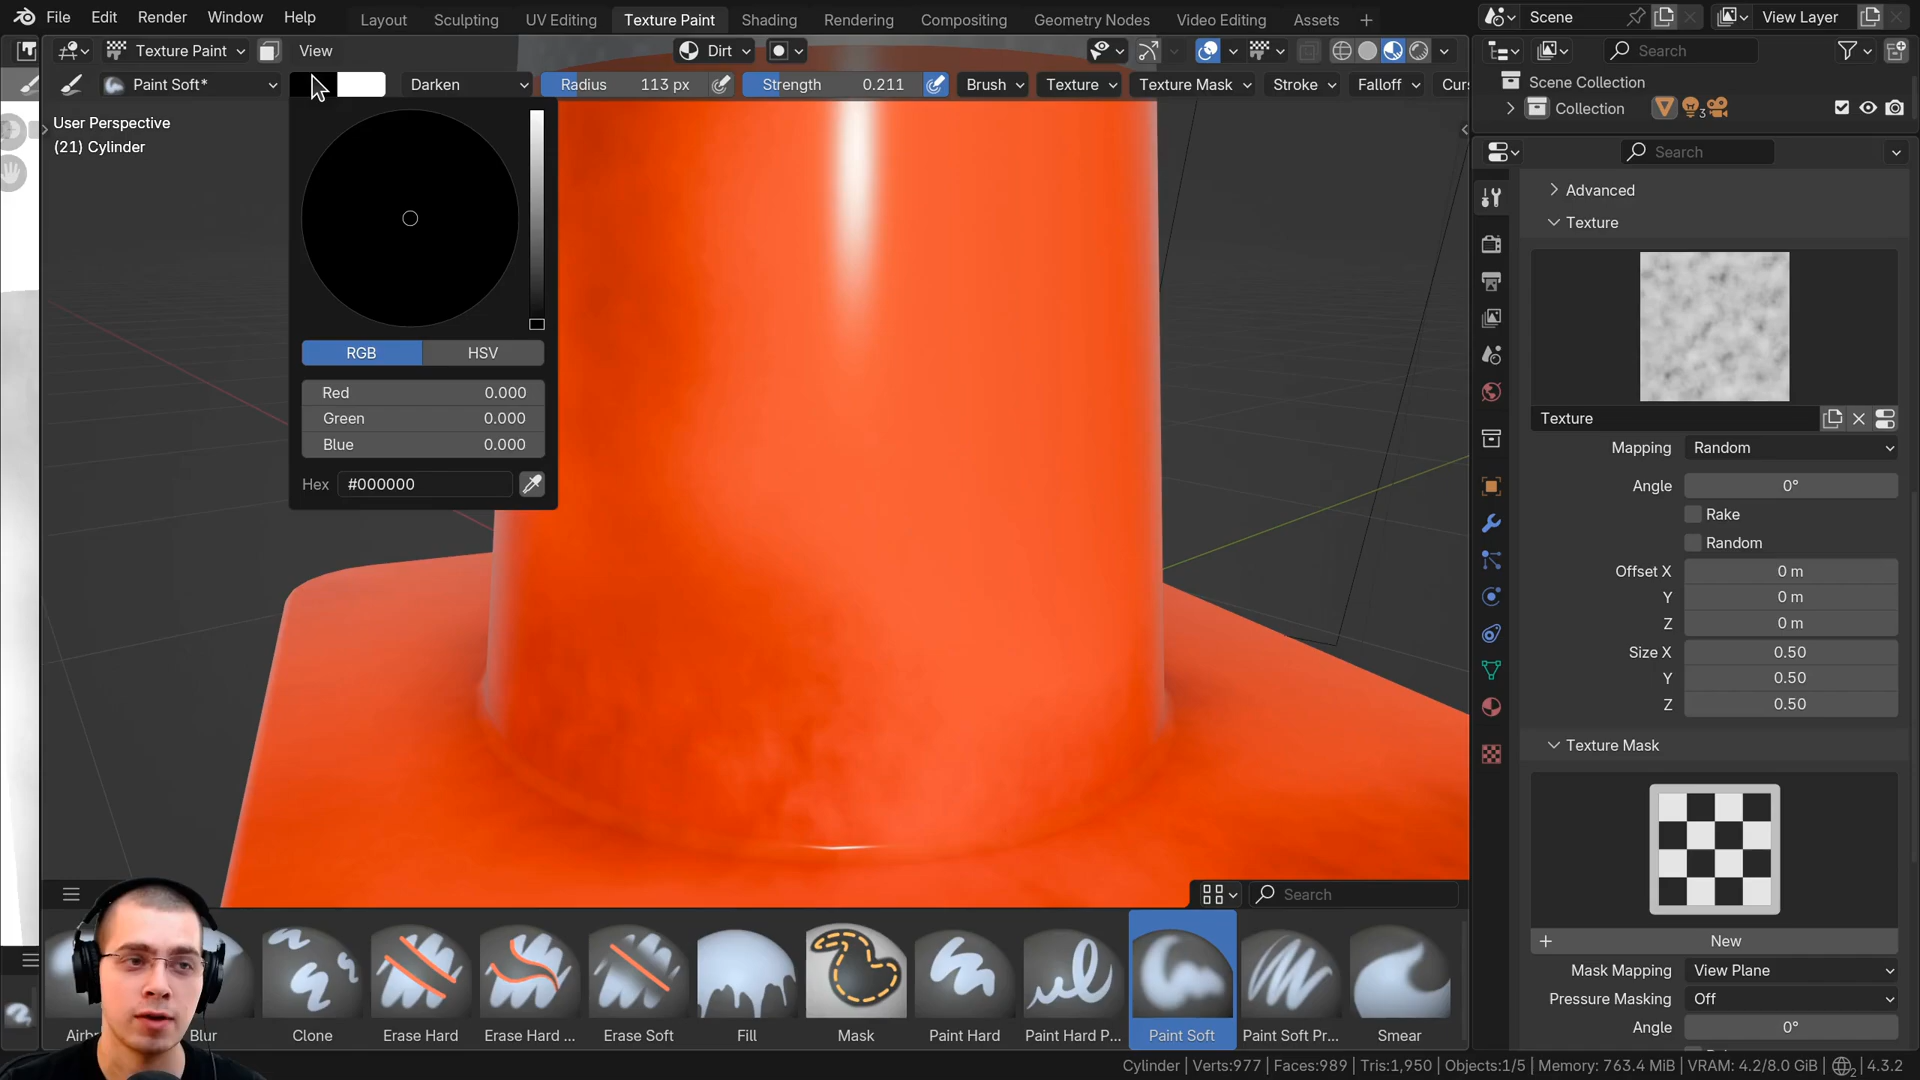 File Edit Render Window Help Layout Sculpting UV Editing Texture Paint Shading Rendering Compositing Geometry Nodes Video Editing Assets + Scene View Layer
Texture Paint View Dirt Search
Paint Soft* Darken Radius 113 px Strength 0.211 Brush Texture Texture Mask Stroke Falloff Curs
Scene Collection
Collection 3
User Perspective
(21) Cylinder
Search
Advanced
Texture
RGB HSV
Red 0.000
Green 0.000
Blue 0.000
Hex #000000
Texture
Mapping Random
Angle 0°
Rake
Random
Offset X 0 m
Y 0 m
Z 0 m
Size X 0.50
Y 0.50
Z 0.50
Texture Mask
+ New
Mask Mapping View Plane
Pressure Masking Off
Angle 0°
Search
Blur Clone Erase Hard Erase Hard ... Erase Soft Fill Mask Paint Hard Paint Hard P... Paint Soft Paint Soft Pr... Smear
Cylinder | Verts:977 | Faces:989 | Tris:1,950 | Objects:1/5 | Memory: 763.4 MiB | VRAM: 4.2/8.0 GiB | 2 | 4.3.2